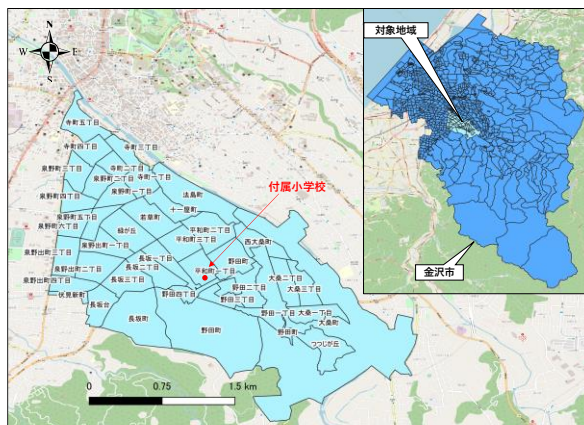 N
W
E
S
対象地域
金沢市
寺町五丁目
寺町四丁目
寺町三丁目
泉野町三丁目
寺町二丁目
泉野町二丁目
寺町一丁目
泉野町四丁目
泉野町一丁目
法島町
泉野町五丁目
泉野町六丁目
若草町
十一屋町
付属小学校
緑が丘
平和町二丁目
平和町三丁目
泉野出町三丁目
泉野出町一丁目
西大桑町
泉野出町二丁目
長坂一丁目
長坂二丁目
平和町一丁目
野田町
泉野出町四丁目
長坂三丁目
大桑二丁目
大桑三丁目
伏見新町
野田四丁目
野田二丁目
野田三丁目
長坂台
長坂町
野田一丁目
大桑一丁目
大桑町
野田町
野田町
つつじが丘
0
0.75
1.5 km